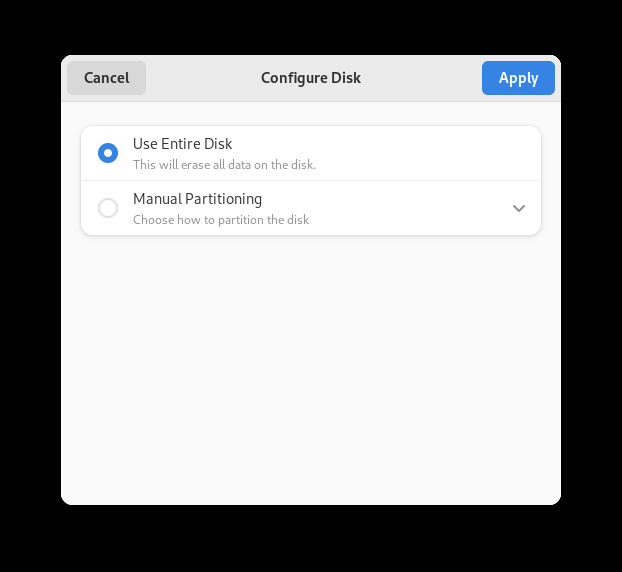 Cancel
Configure Disk
Apply
Use Entire Disk
This will erase all data on the disk.
Manual Partitioning
Choose how to partition the disk